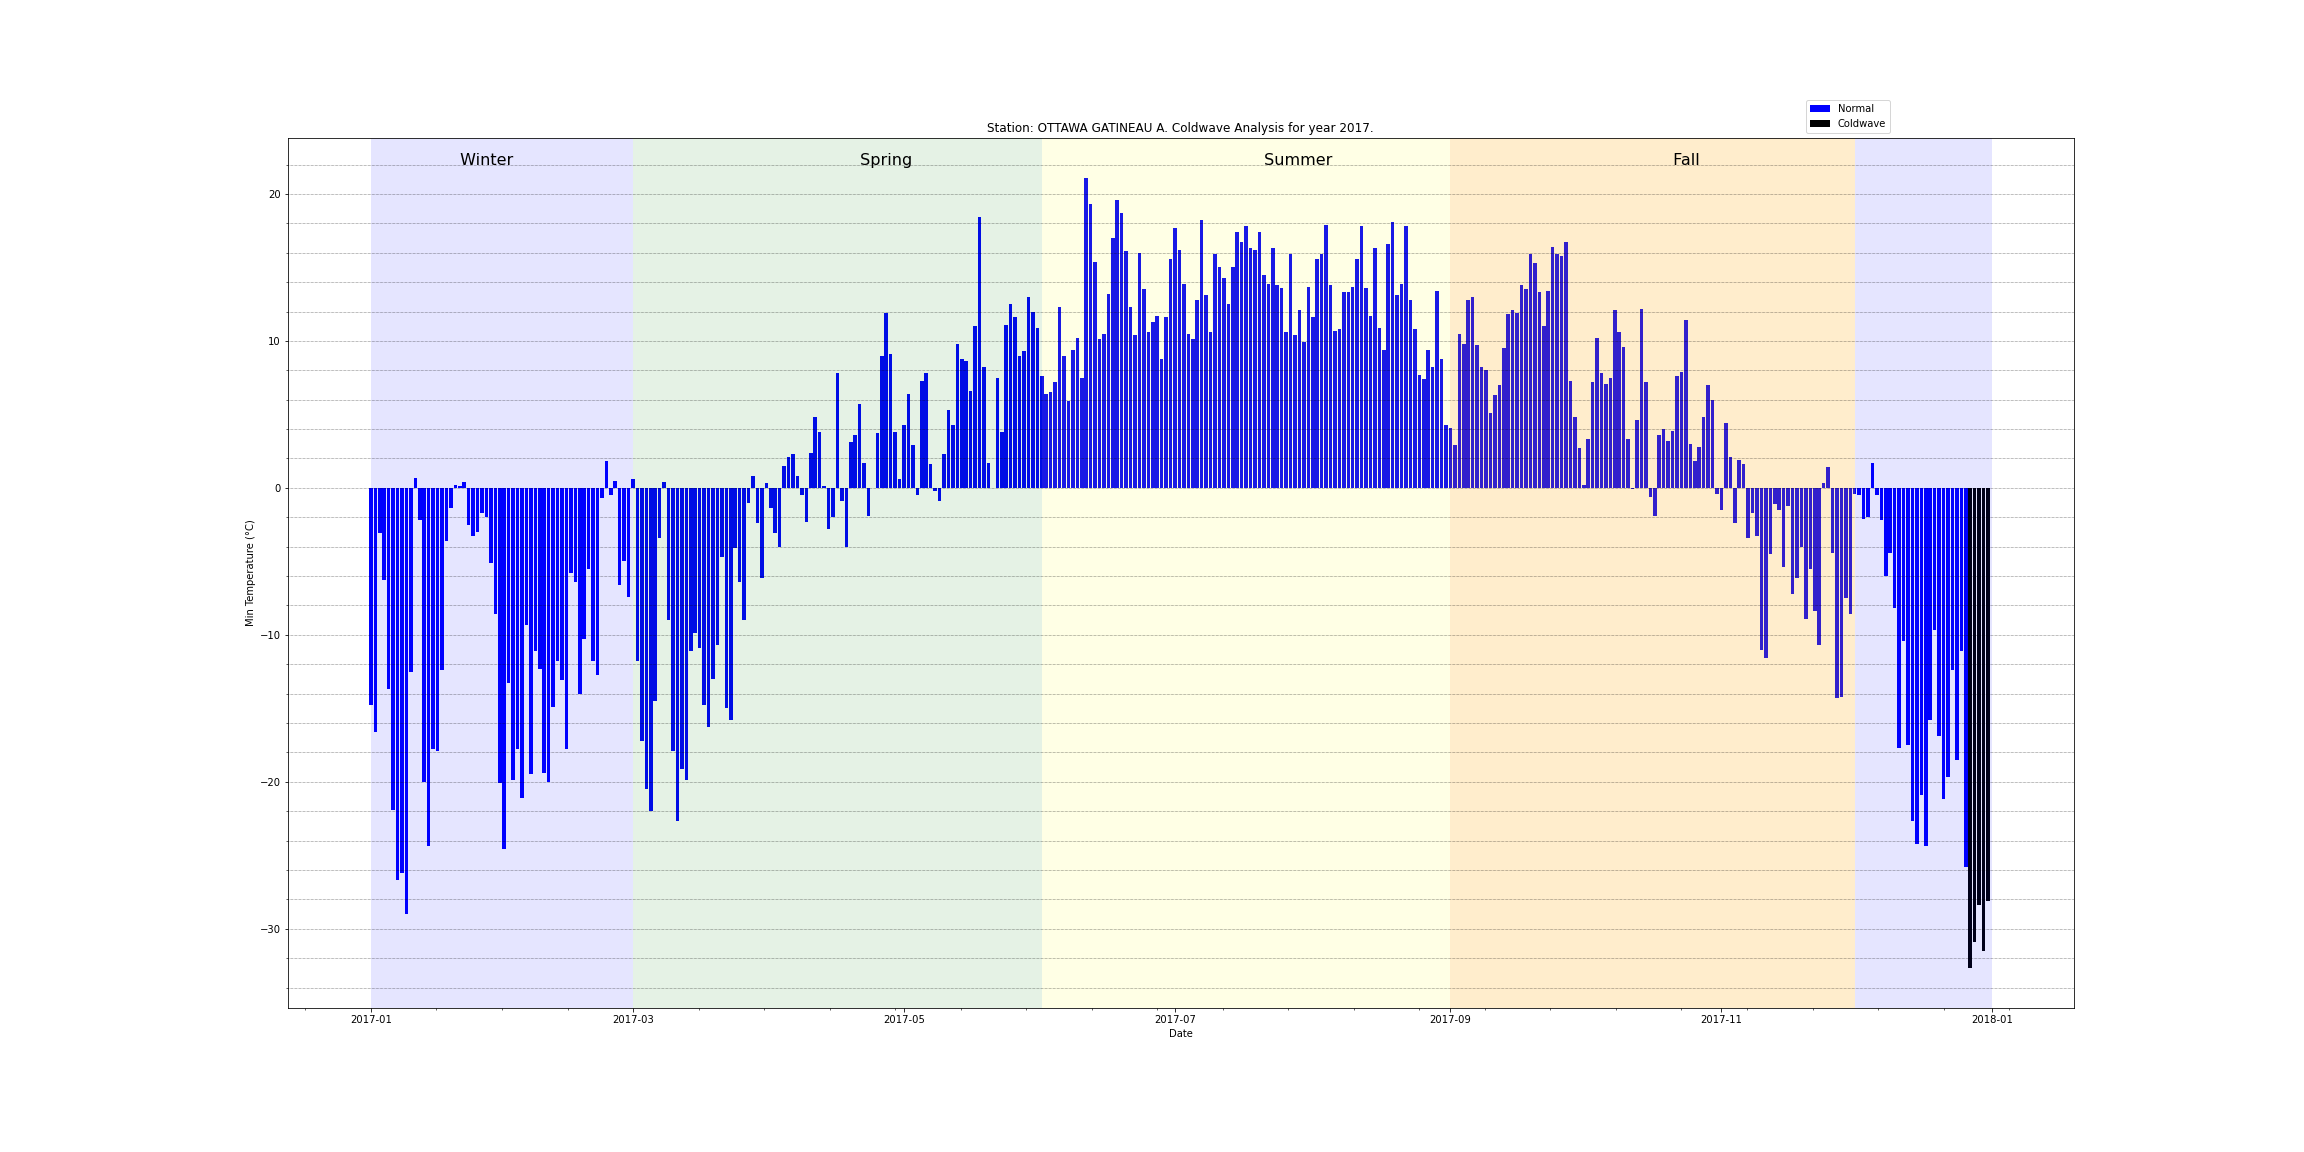 Normal
Coldwave
Station: OTTAWA GATINEAU A. Coldwave Analysis for year 2017.
Winter Spring Summer Fall
20
10
0
−10
−20
−30
Min Temperature (°C)
2017-01 2017-03 2017-05 2017-07 2017-09 2017-11 2018-01
Date